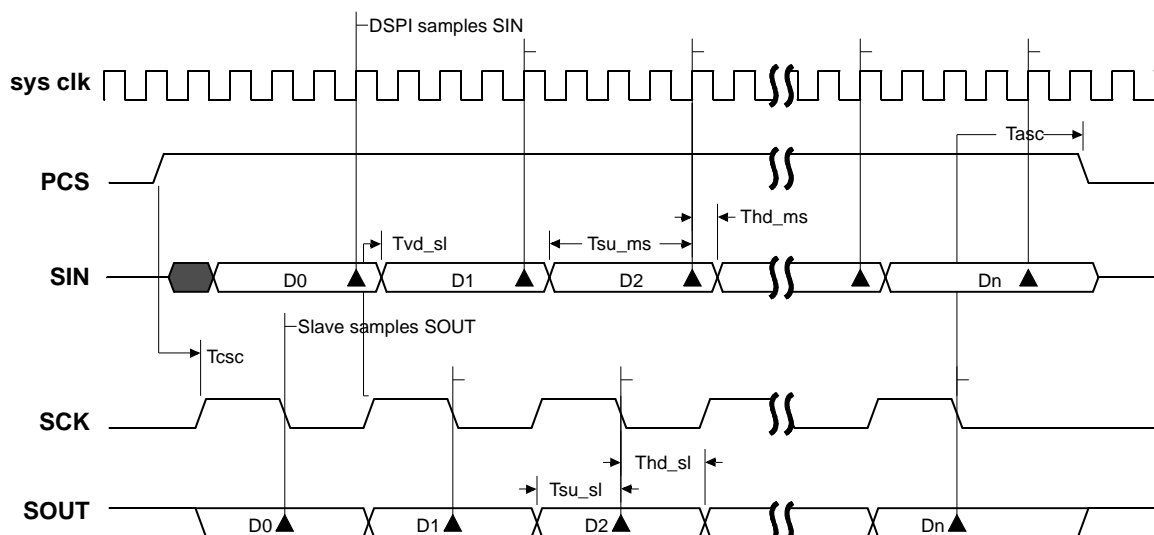 DSPI samples SIN
sys clk
Tasc
PCS
Thd_ms
Tvd_sl
Tsu_ms
SIN
D0
D1
D2
Dn
Slave samples SOUT
Tcsc
SCK
Thd_sl
Tsu_sl
SOUT
D0
D1
D2
Dn